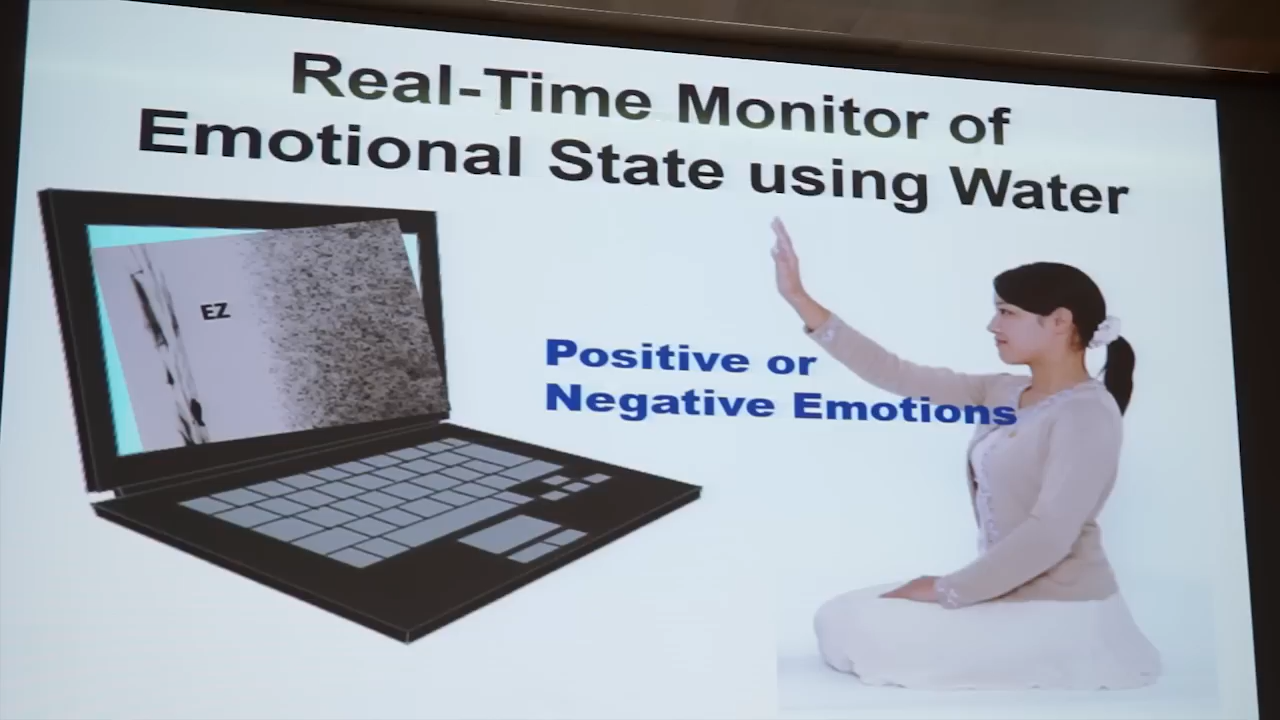 Real-Time Monitor of
Emotional State using Water
EZ
Positive or
Negative Emotions